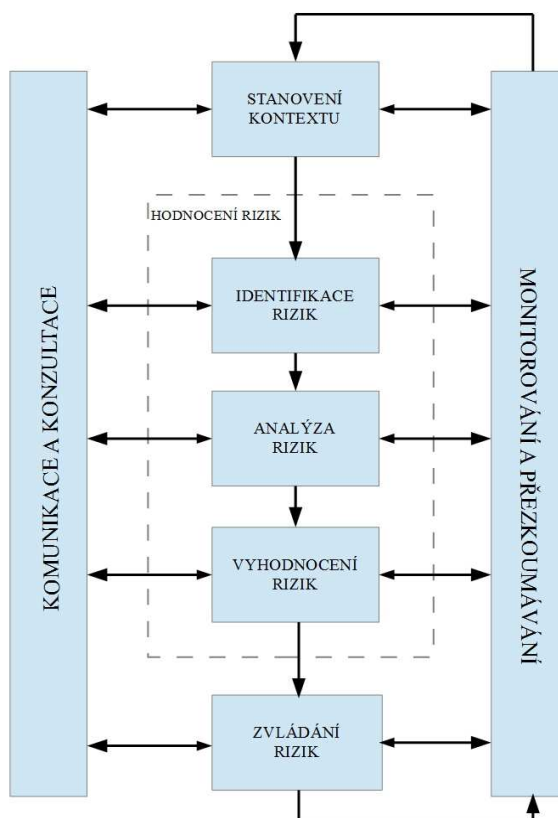 STANOVENÍ
KONTEXTU
HODNOCENÍ RIZIK
IDENTIFIKACE
RIZIK
ANALÝZA
RIZIK
VYHODNOCENÍ
RIZIK
ZVLÁDÁNÍ
RIZIK
KOMUNIKACE A KONZULTACE
MONITOROVÁNÍ A PŘEZKOUMÁVÁNÍ